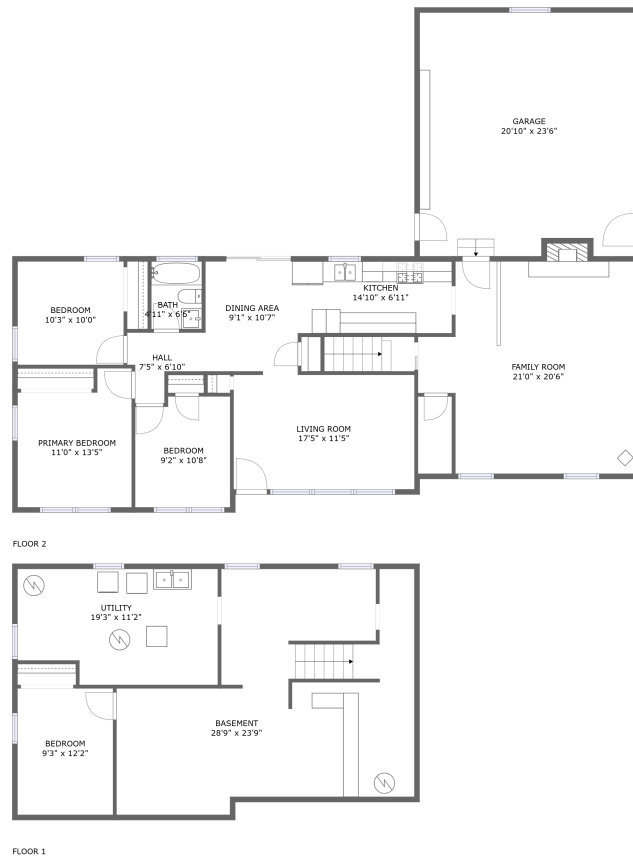 GARAGE
20'10" x 23'6"
BEDROOM
10'3" x 10'0"
BATH
4'11" x 6'6"
DINING AREA
9'1" x 10'7"
KITCHEN
14'10" x 6'11"
HALL
7'5" x 6'10"
FAMILY ROOM
21'0" x 20'6"
PRIMARY BEDROOM
11'0" x 13'5"
BEDROOM
9'2" x 10'8"
LIVING ROOM
17'5" x 11'5"
FLOOR 2
UTILITY
19'3" x 11'2"
BASEMENT
28'9" x 23'9"
BEDROOM
9'3" x 12'2"
FLOOR 1